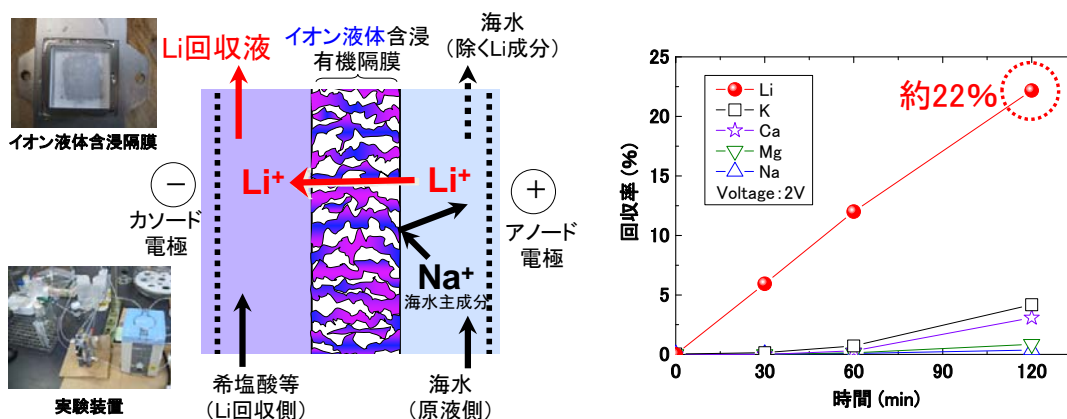 イオン液体含浸隔膜
実験装置
Li回収液
イオン液体含浸
有機隔膜
海水
（除くLi成分）
−
カソード
電極
Li⁺
Li⁺
+
アノード
電極
Na⁺
海水主成分
希塩酸等
（Li回収側）
海水
（原液側）
回収率 (%)
25
20
15
10
5
0
Li
K
Ca
Mg
Na
Voltage：2V
約22%
0
30
60
90
120
時間 (min)